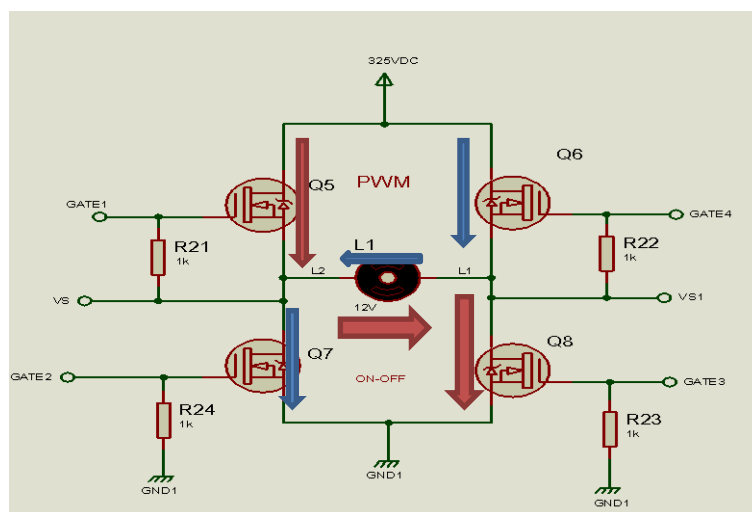 325VDC
Q6
PWM
Q5
GATE1
GATE4
R21
1k
L1
R22
1k
L2
L1
VS
12V
VS1
Q7
Q8
GATE2
ON-OFF
GATE3
R24
1k
R23
1k
GND1
GND1
GND1